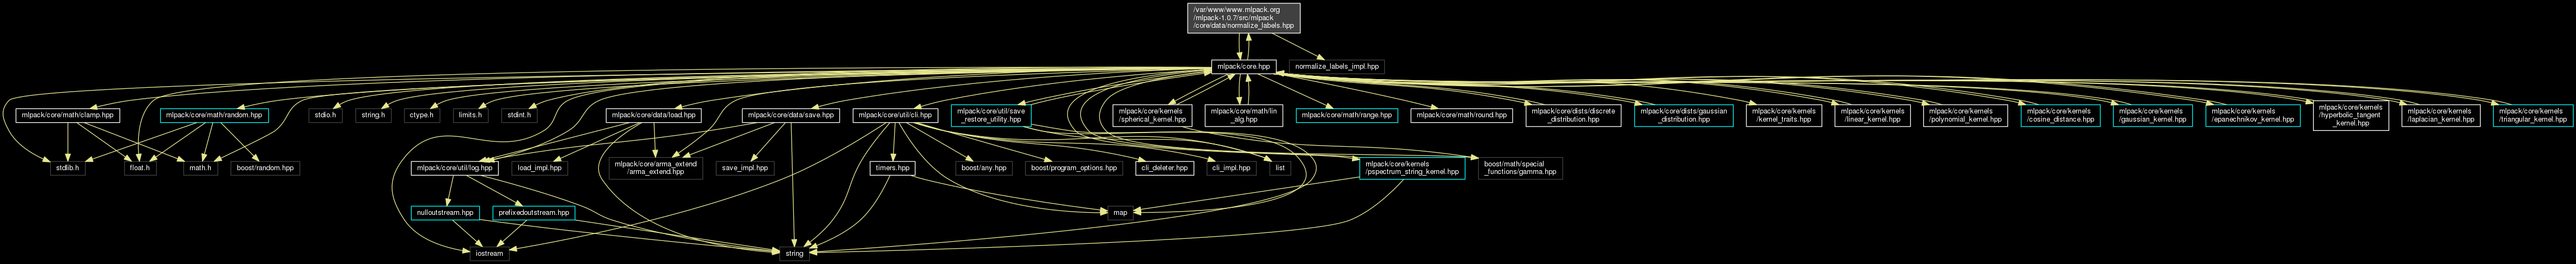 /var/www/www.mlpack.org
/mlpack-1.0.7/src/mlpack
/core/data/normalize_labels.hpp
mlpack/core.hpp
normalize_labels_impl.hpp
mlpack/core/math/clamp.hpp
mlpack/core/math/random.hpp
stdio.h
string.h
ctype.h
limits.h
stdint.h
mlpack/core/data/load.hpp
mlpack/core/data/save.hpp
mlpack/core/util/cli.hpp
mlpack/core/util/save
_restore_utility.hpp
mlpack/core/kernels
/spherical_kernel.hpp
mlpack/core/math/lin
_alg.hpp
mlpack/core/math/range.hpp
mlpack/core/math/round.hpp
mlpack/core/dists/discrete
_distribution.hpp
mlpack/core/dists/gaussian
_distribution.hpp
mlpack/core/kernels
/kernel_traits.hpp
mlpack/core/kernels
/linear_kernel.hpp
mlpack/core/kernels
/polynomial_kernel.hpp
mlpack/core/kernels
/cosine_distance.hpp
mlpack/core/kernels
/gaussian_kernel.hpp
mlpack/core/kernels
/epanechnikov_kernel.hpp
mlpack/core/kernels
/hyperbolic_tangent
_kernel.hpp
mlpack/core/kernels
/laplacian_kernel.hpp
mlpack/core/kernels
/triangular_kernel.hpp
stdlib.h
float.h
math.h
boost/random.hpp
mlpack/core/util/log.hpp
load_impl.hpp
mlpack/core/arma_extend
/arma_extend.hpp
save_impl.hpp
timers.hpp
boost/any.hpp
boost/program_options.hpp
cli_deleter.hpp
cli_impl.hpp
list
mlpack/core/kernels
/pspectrum_string_kernel.hpp
boost/math/special
_functions/gamma.hpp
nulloutstream.hpp
prefixedoutstream.hpp
map
iostream
string